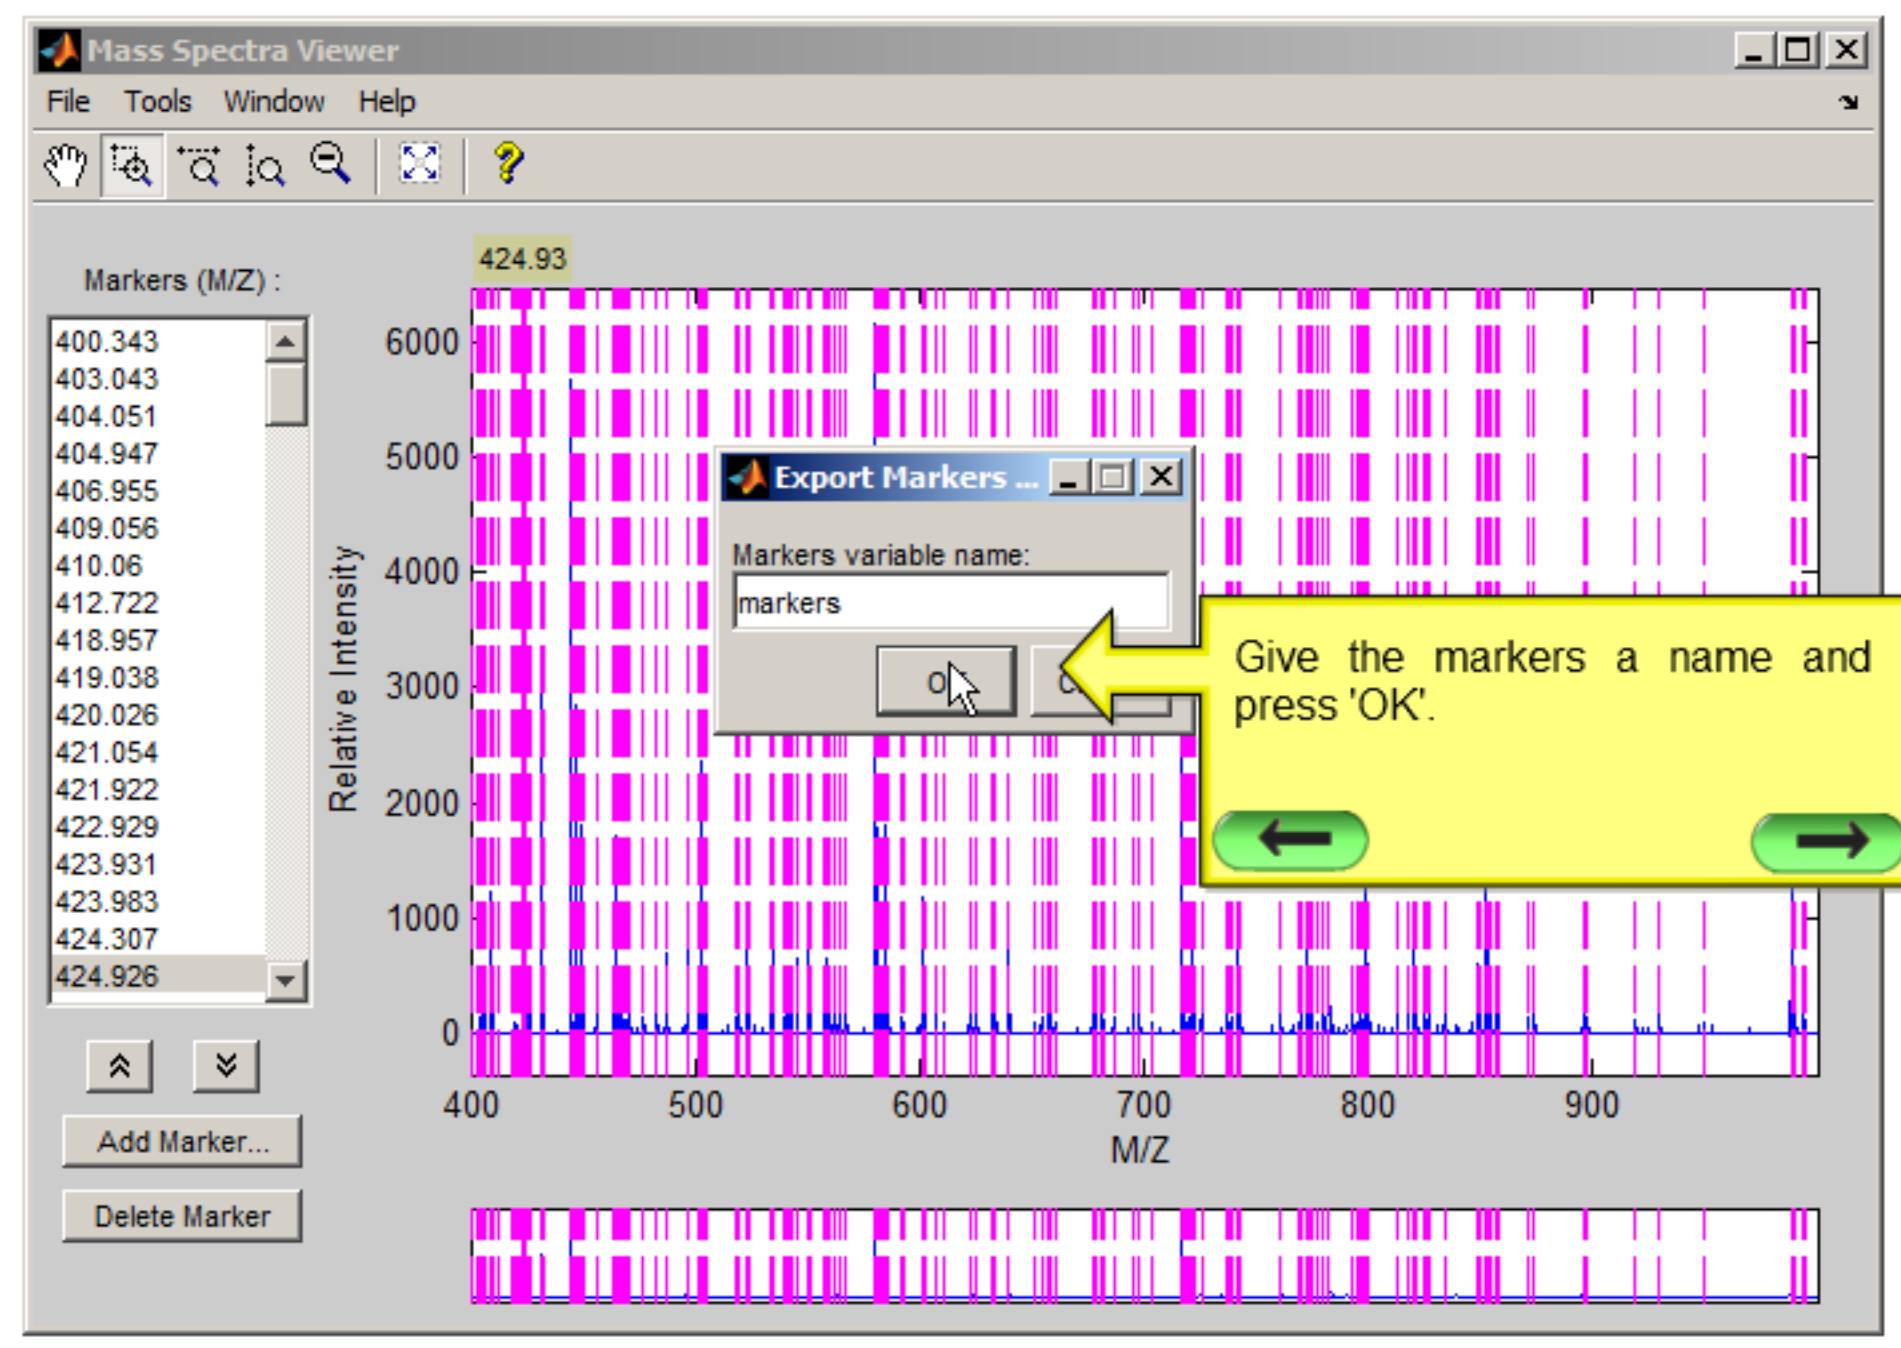 Mass Spectra Viewer
File Tools Window Help
424.93
Markers (M/Z) :
400.343
403.043
404.051
404.947
406.955
409.056
410.06
412.722
418.957
419.038
420.026
421.054
421.922
422.929
423.931
423.983
424.307
424.926
Add Marker...
Delete Marker
Relative Intensity
6000
5000
4000
3000
2000
1000
0
400 500 600 700 800 900
M/Z
Export Markers ...
Markers variable name:
markers
Give the markers a name and
press 'OK'.